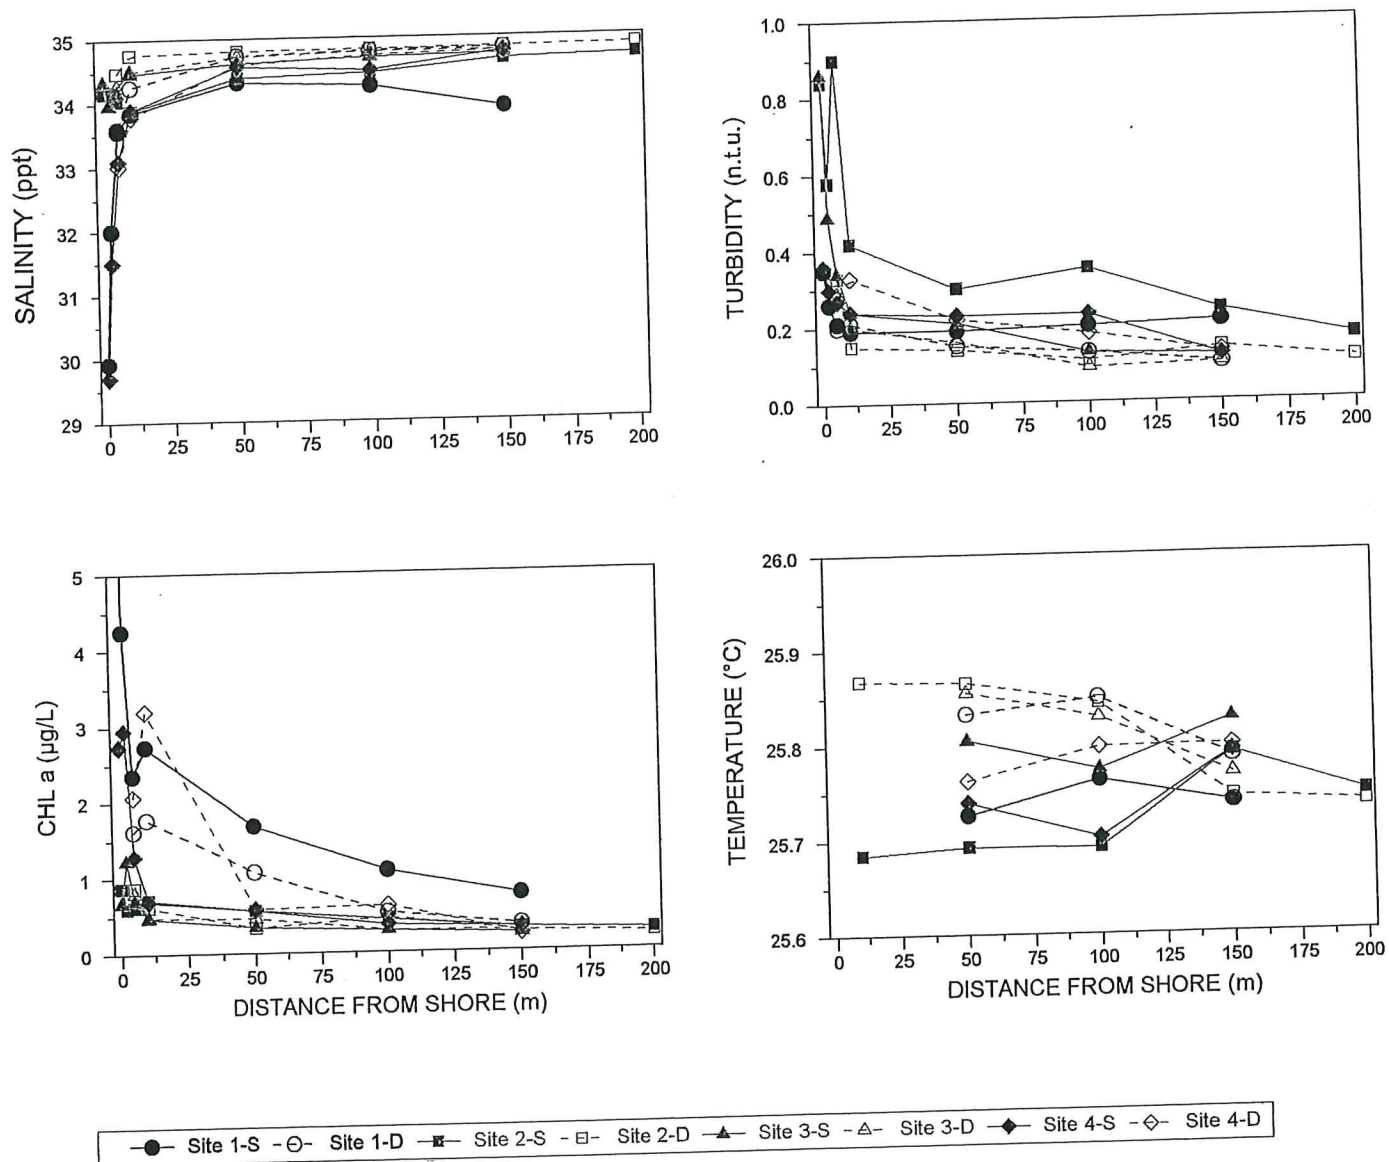 35
34
33
32
31
30
29
SALINITY (ppt)
0 25 50 75 100 125 150 175 200
1.0
0.8
0.6
0.4
0.2
0.0
TURBIDITY (n.t.u.)
0 25 50 75 100 125 150 175 200
5
4
3
2
1
0
CHL a (µg/L)
0 25 50 75 100 125 150 175 200
DISTANCE FROM SHORE (m)
26.0
25.9
25.8
25.7
25.6
TEMPERATURE (°C)
0 25 50 75 100 125 150 175 200
DISTANCE FROM SHORE (m)
Site 1-S Site 1-D Site 2-S Site 2-D Site 3-S Site 3-D Site 4-S Site 4-D